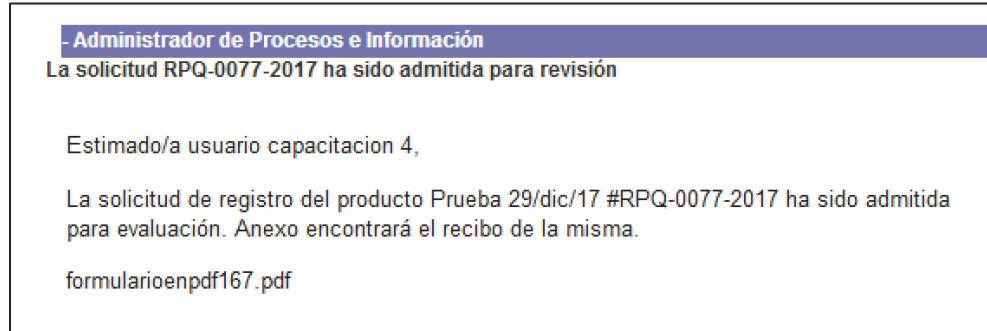 - Administrador de Procesos e Información
La solicitud RPQ-0077-2017 ha sido admitida para revisión
Estimado/a usuario capacitacion 4,
La solicitud de registro del producto Prueba 29/dic/17 #RPQ-0077-2017 ha sido admitida
para evaluación. Anexo encontrará el recibo de la misma.
formularioenpdf167.pdf